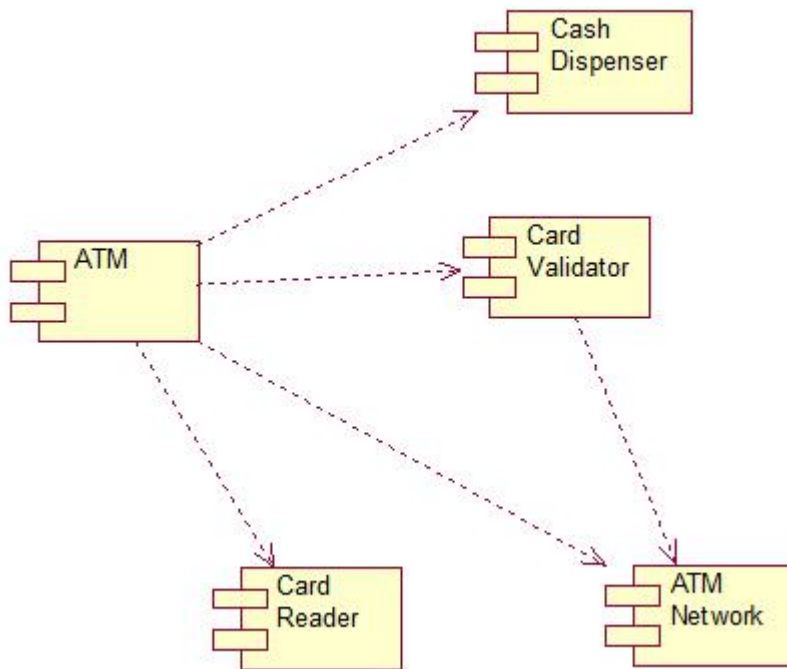 Cash
Dispenser
ATM
Card
Validator
Card
Reader
ATM
Network